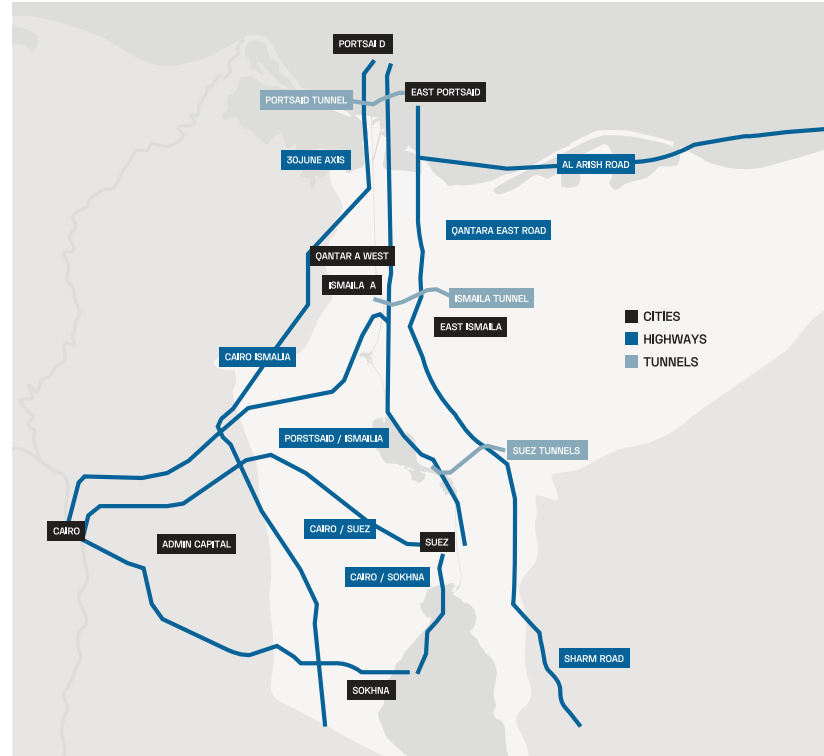 PORTSAI D
EAST PORTSAID
PORTSAID TUNNEL
30JUNE AXIS
AL ARISH ROAD
QANTARA EAST ROAD
QANTAR A WEST
ISMAILA A
ISMAILA TUNNEL
EAST ISMAILA
CITIES
HIGHWAYS
TUNNELS
CAIRO ISMALIA
PORSTSAID / ISMAILIA
SUEZ TUNNELS
CAIRO
CAIRO / SUEZ
ADMIN CAPITAL
SUEZ
CAIRO / SOKHNA
SHARM ROAD
SOKHNA